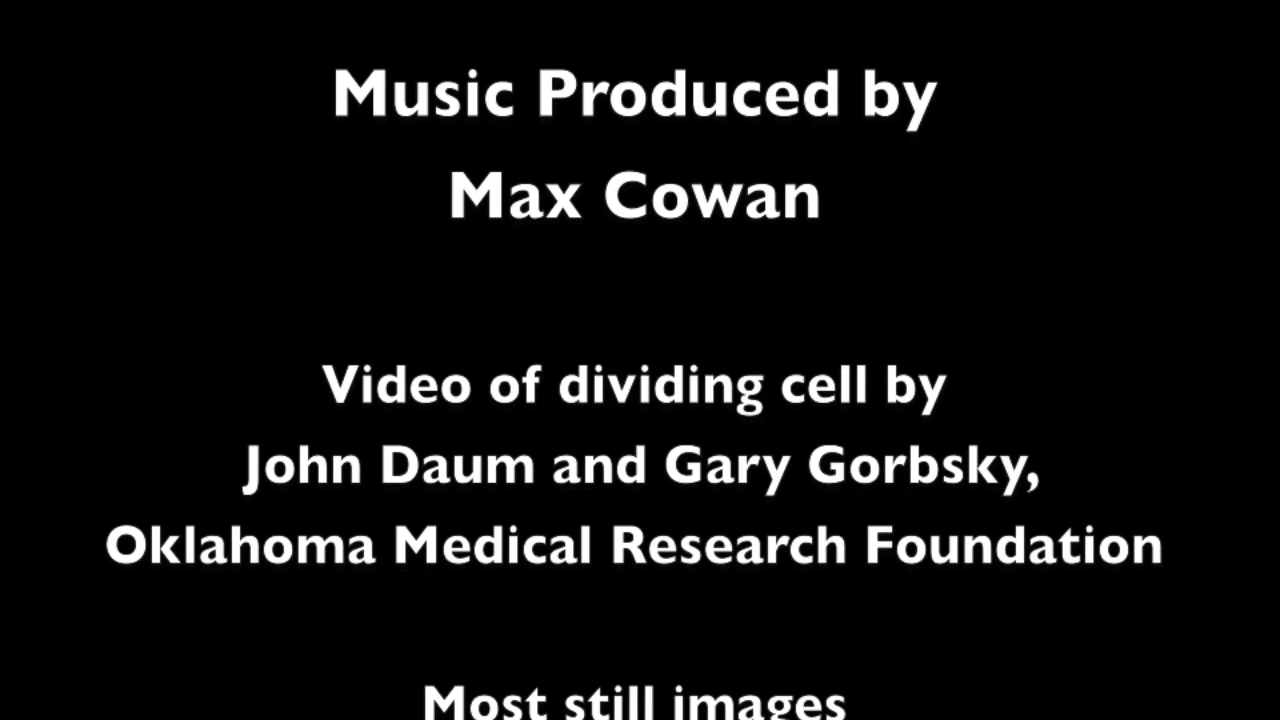 Music Produced by
Max Cowan
Video of dividing cell by
John Daum and Gary Gorbsky,
Oklahoma Medical Research Foundation
Most still images